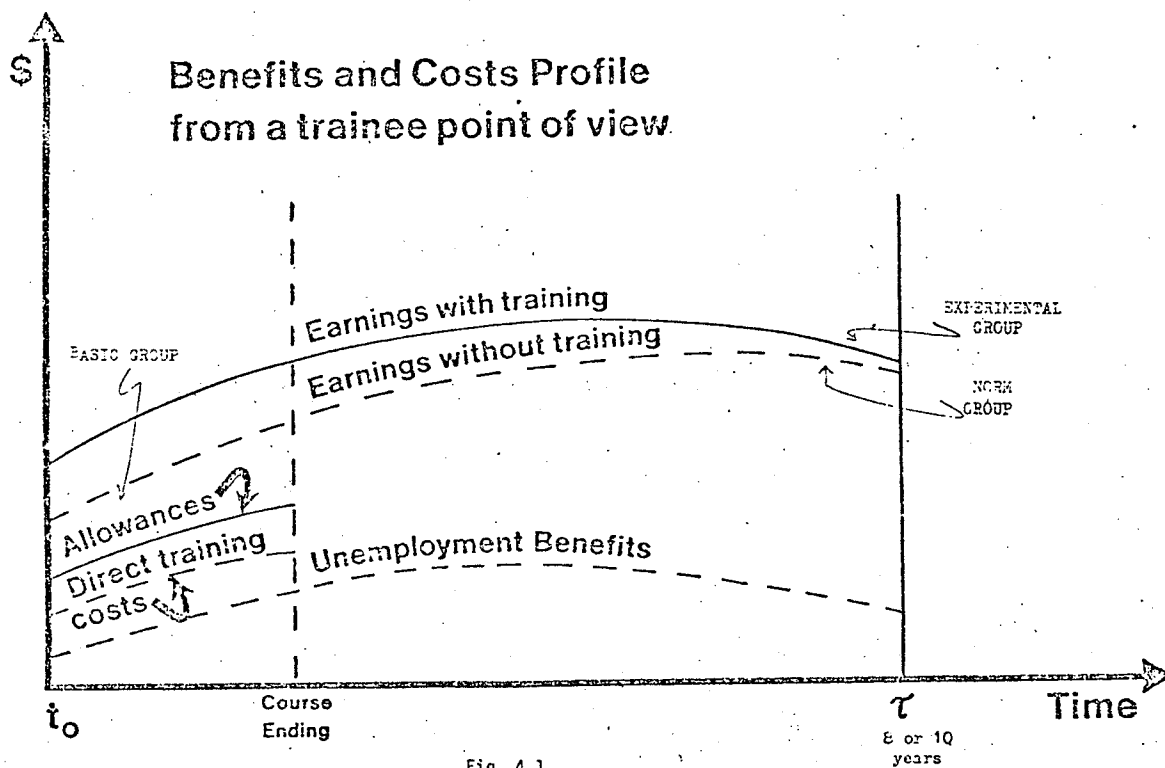 $
Benefits and Costs Profile
from a trainee point of view
Earnings with training
EXPERIMENTAL
GROUP
Earnings without training
BASIC GROUP
NORM
GROUP
Allowances
Direct training
costs
Unemployment Benefits
to
Course
Ending
τ
Time
8 or 10
years
Fig. 4.1